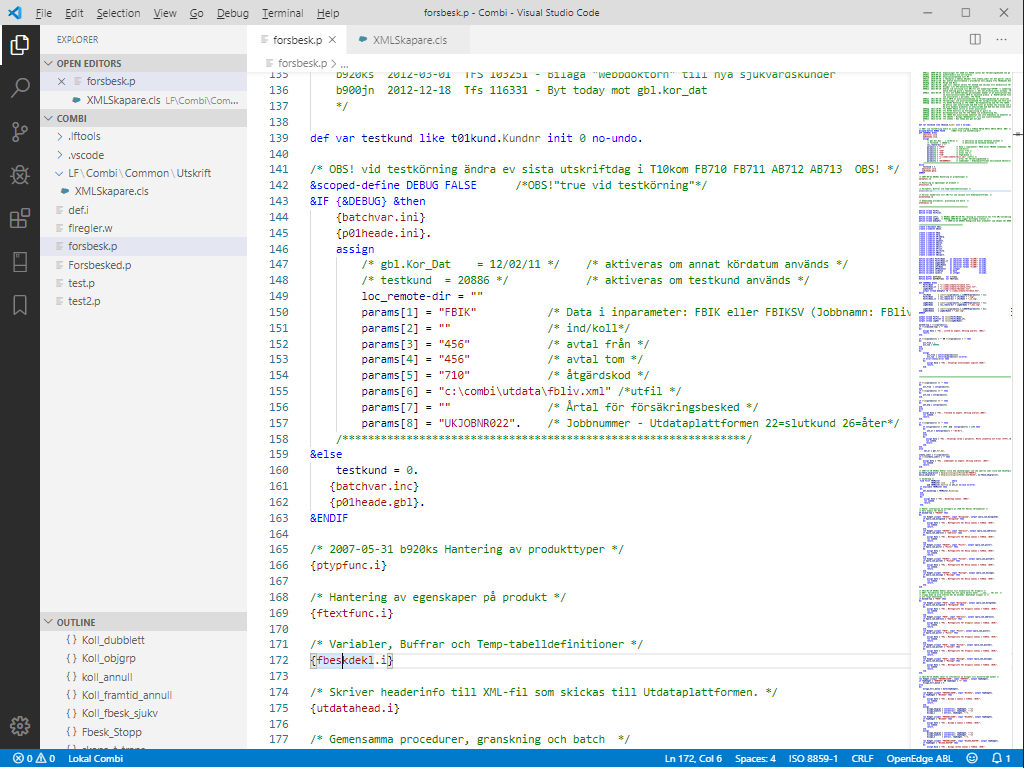 File Edit Selection View Go Debug Terminal Help forsbesk.p - Combi - Visual Studio Code
EXPLORER
OPEN EDITORS
forsbesk.p
XMLSkapare.cls LF\Combi\Com...
COMBI
.lftools
.vscode
LF\Combi\Common\Utskrift
XMLSkapare.cls
def.i
flregler.w
forsbesk.p
Forsbesked.p
test.p
test2.p
OUTLINE
{} Koll_dubblett
{} Koll_objgrp
{} koll_annull
{} Koll_framtid_annull
{} Koll_fbesk_sjukv
{} Fbesk_Stopp
forsbesk.p XMLSkapare.cls
forsbesk.p > ...
135 b920ks 2012-03-01 TFS 103251 - Bilaga "Webbdoktorn" till nya sjukvårdskunder
136 b900jn 2012-12-18 Tfs 116331 - Byt today mot gbl.kor_dat
137 */
138
139 def var testkund like t01kund.Kundnr init 0 no-undo.
140
141 /* OBS! vid testkörning ändra ev sista utskriftdag i T10kom FB710 FB711 AB712 AB713 OBS! */
142 &scoped-define DEBUG FALSE /*OBS!"true vid testkörning"*/
143 &IF {&DEBUG} &then
144 {batchvar.ini}
145 {p01heade.ini}.
146 assign
147 /* gbl.Kor_Dat = 12/02/11 */ /* aktiveras om annat kördatum används */
148 /* testkund = 20886 */ /* aktiveras om testkund används */
149 loc_remote-dir = ""
150 params[1] = "FBIK" /* Data i inparameter: FBIK eller FBIKSV (Jobbnamn: FBliv
151 params[2] = "" /* ind/koll*/
152 params[3] = "456" /* avtal från */
153 params[4] = "456" /* avtal tom */
154 params[5] = "710" /* åtgärdskod */
155 params[6] = "c:\combi\utdata\fbliv.xml" /*utfil */
156 params[7] = "" /* Årtal för försäkringsbesked */
157 params[8] = "UKJOBNR022". /* Jobbnummer - Utdataplattformen 22=slutkund 26=åter*/
158 /**************************************************************/
159 &else
160 testkund = 0.
161 {batchvar.inc}
162 {p01heade.gbl}.
163 &ENDIF
164
165 /* 2007-05-31 b920ks Hantering av produkttyper */
166 {ptypfunc.i}
167
168 /* Hantering av egenskaper på produkt */
169 {ftextfunc.i}
170
171 /* Variabler, Buffrar och Temp-tabelldefinitioner */
172 {fbeskdekl.i}
173
174 /* Skriver headerinfo till XML-fil som skickas till Utdataplattformen. */
175 {utdatahead.i}
176
177 /* Gemensamma procedurer, granskning och batch */
0 0 Lokal Combi Ln 172, Col 6 Spaces: 4 ISO 8859-1 CRLF OpenEdge ABL 1